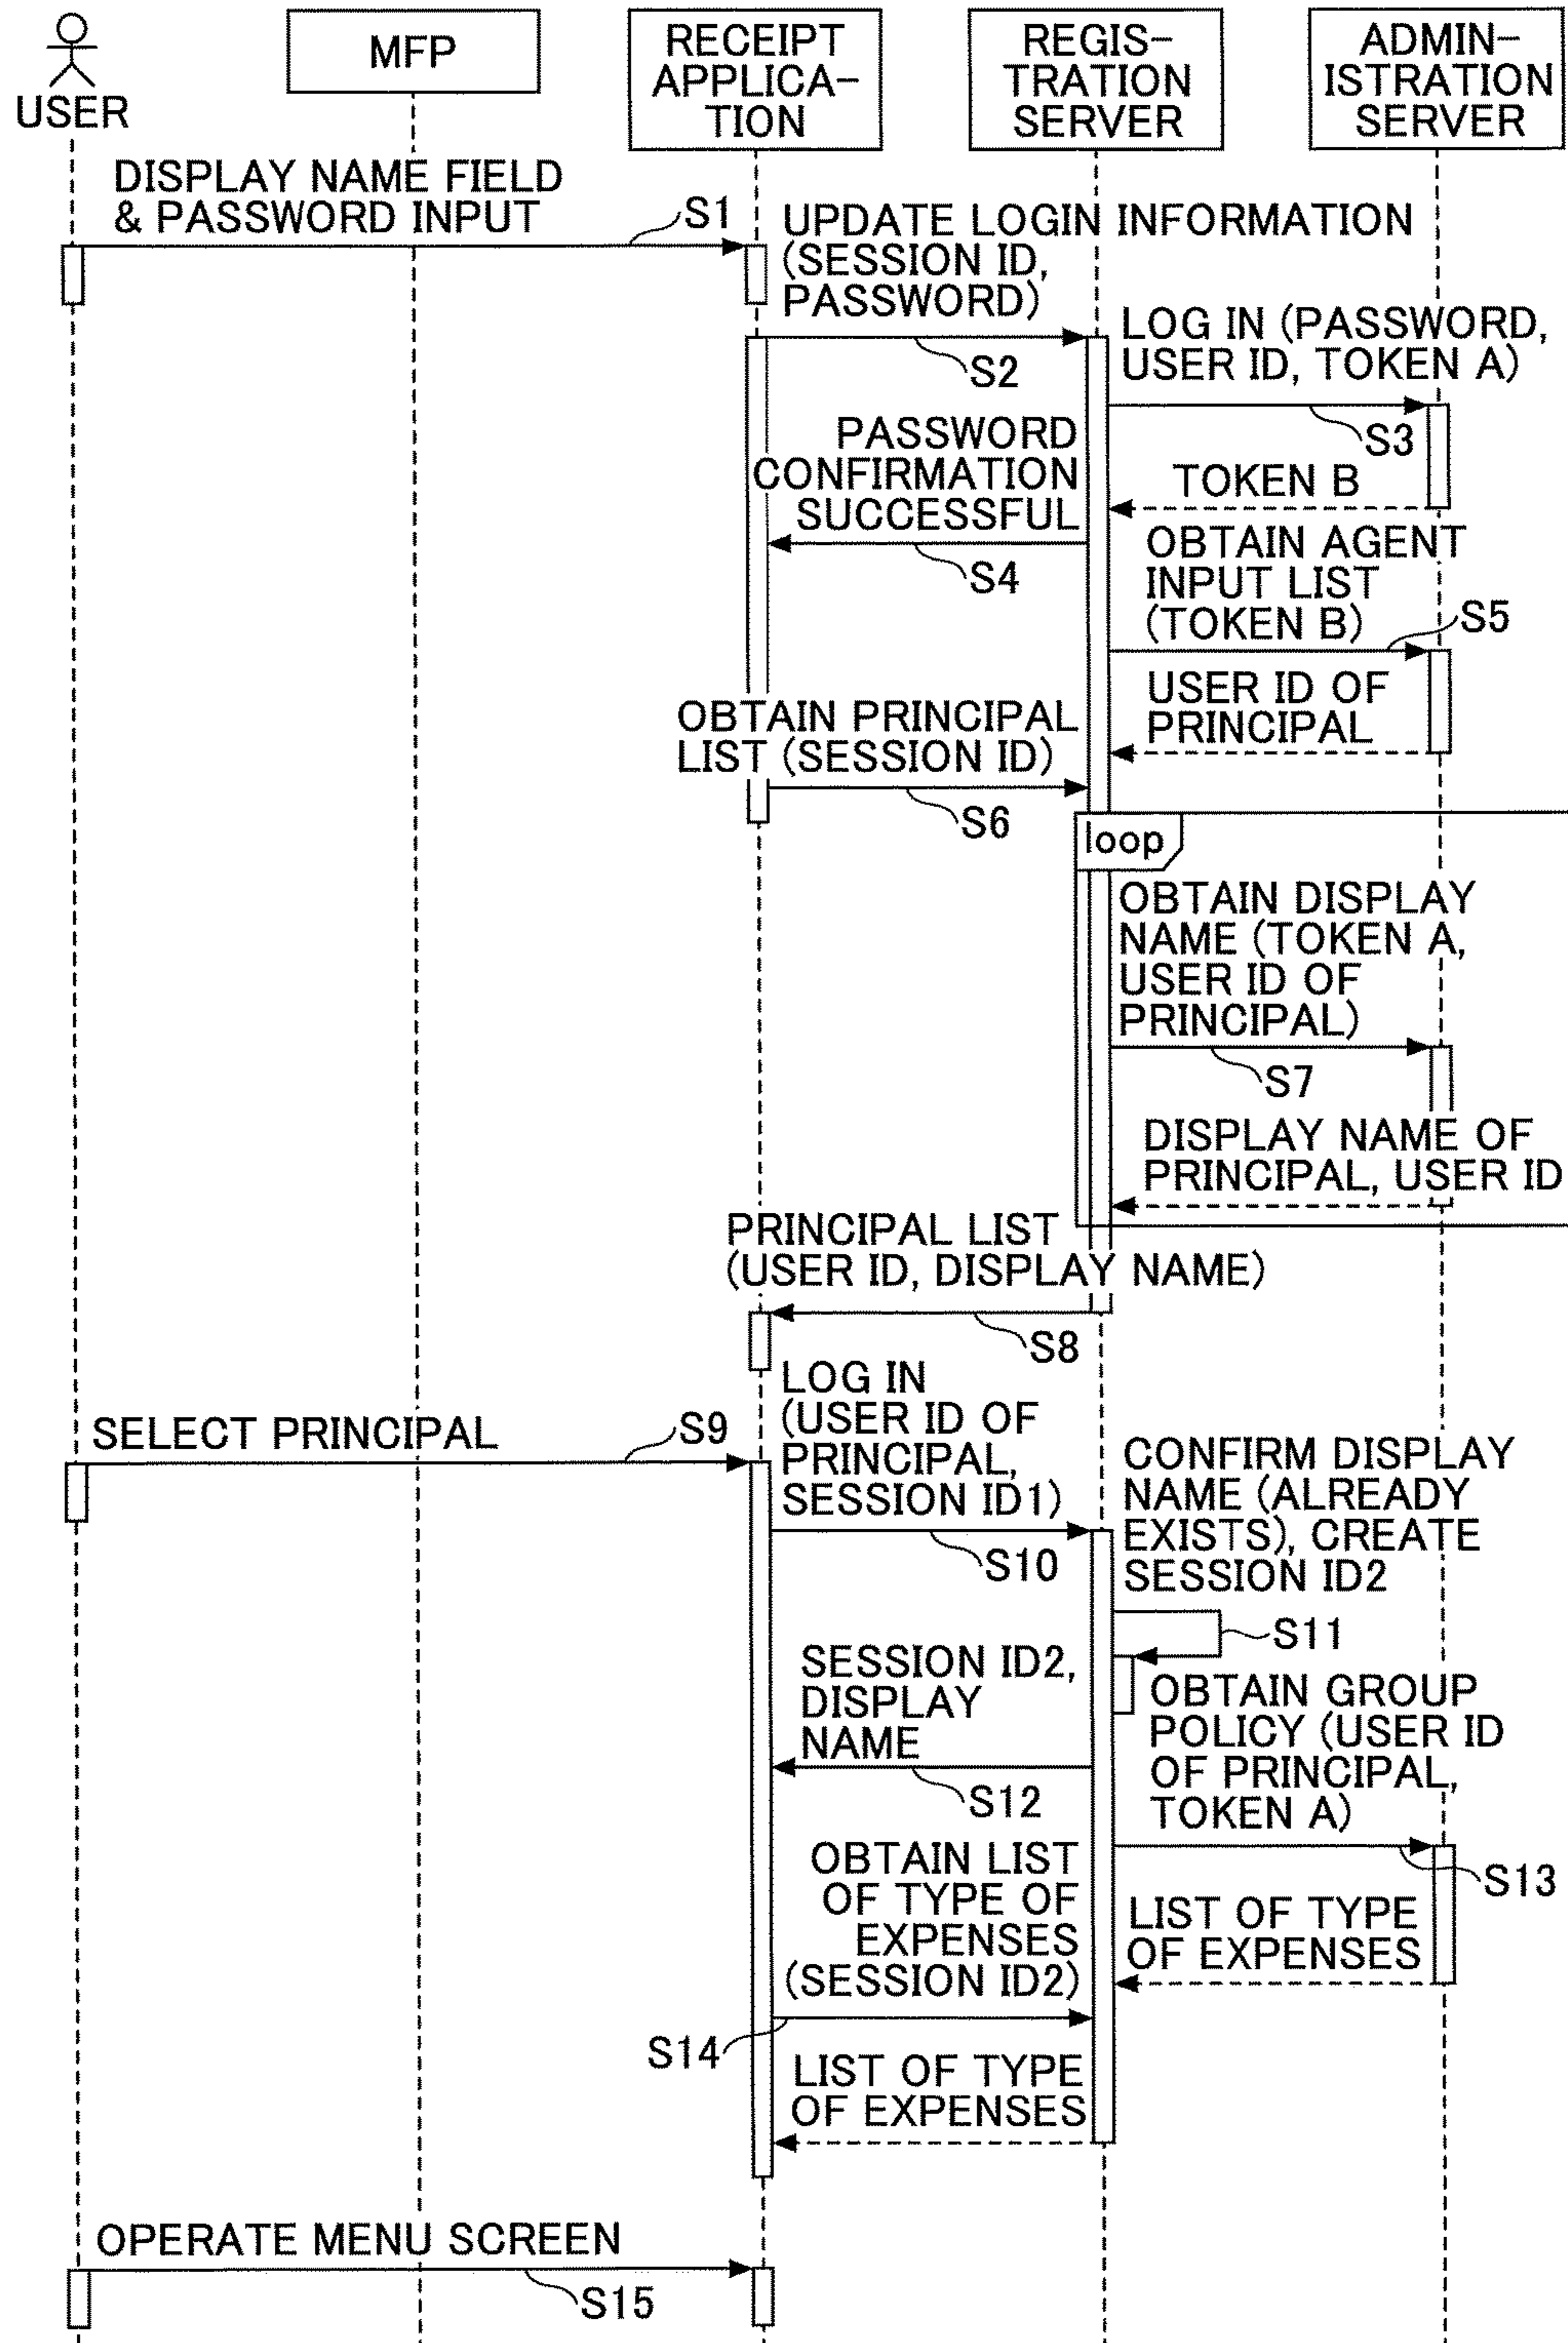 USER
MFP
RECEIPT
APPLICA-
TION
REGIS-
TRATION
SERVER
ADMIN-
ISTRATION
SERVER
DISPLAY NAME FIELD
& PASSWORD INPUT
S1
UPDATE LOGIN INFORMATION
(SESSION ID,
PASSWORD)
S2
LOG IN (PASSWORD,
USER ID, TOKEN A)
S3
TOKEN B
PASSWORD
CONFIRMATION
SUCCESSFUL
S4
OBTAIN AGENT
INPUT LIST
(TOKEN B)
S5
USER ID OF
PRINCIPAL
OBTAIN PRINCIPAL
LIST (SESSION ID)
S6
loop
OBTAIN DISPLAY
NAME (TOKEN A,
USER ID OF
PRINCIPAL)
S7
DISPLAY NAME OF
PRINCIPAL, USER ID
PRINCIPAL LIST
(USER ID, DISPLAY NAME)
S8
SELECT PRINCIPAL
S9
LOG IN
(USER ID OF
PRINCIPAL,
SESSION ID1)
S10
CONFIRM DISPLAY
NAME (ALREADY
EXISTS), CREATE
SESSION ID2
S11
SESSION ID2,
DISPLAY
NAME
S12
OBTAIN GROUP
POLICY (USER ID
OF PRINCIPAL,
TOKEN A)
S13
LIST OF TYPE
OF EXPENSES
OBTAIN LIST
OF TYPE OF
EXPENSES
(SESSION ID2)
S14
LIST OF TYPE
OF EXPENSES
OPERATE MENU SCREEN
S15